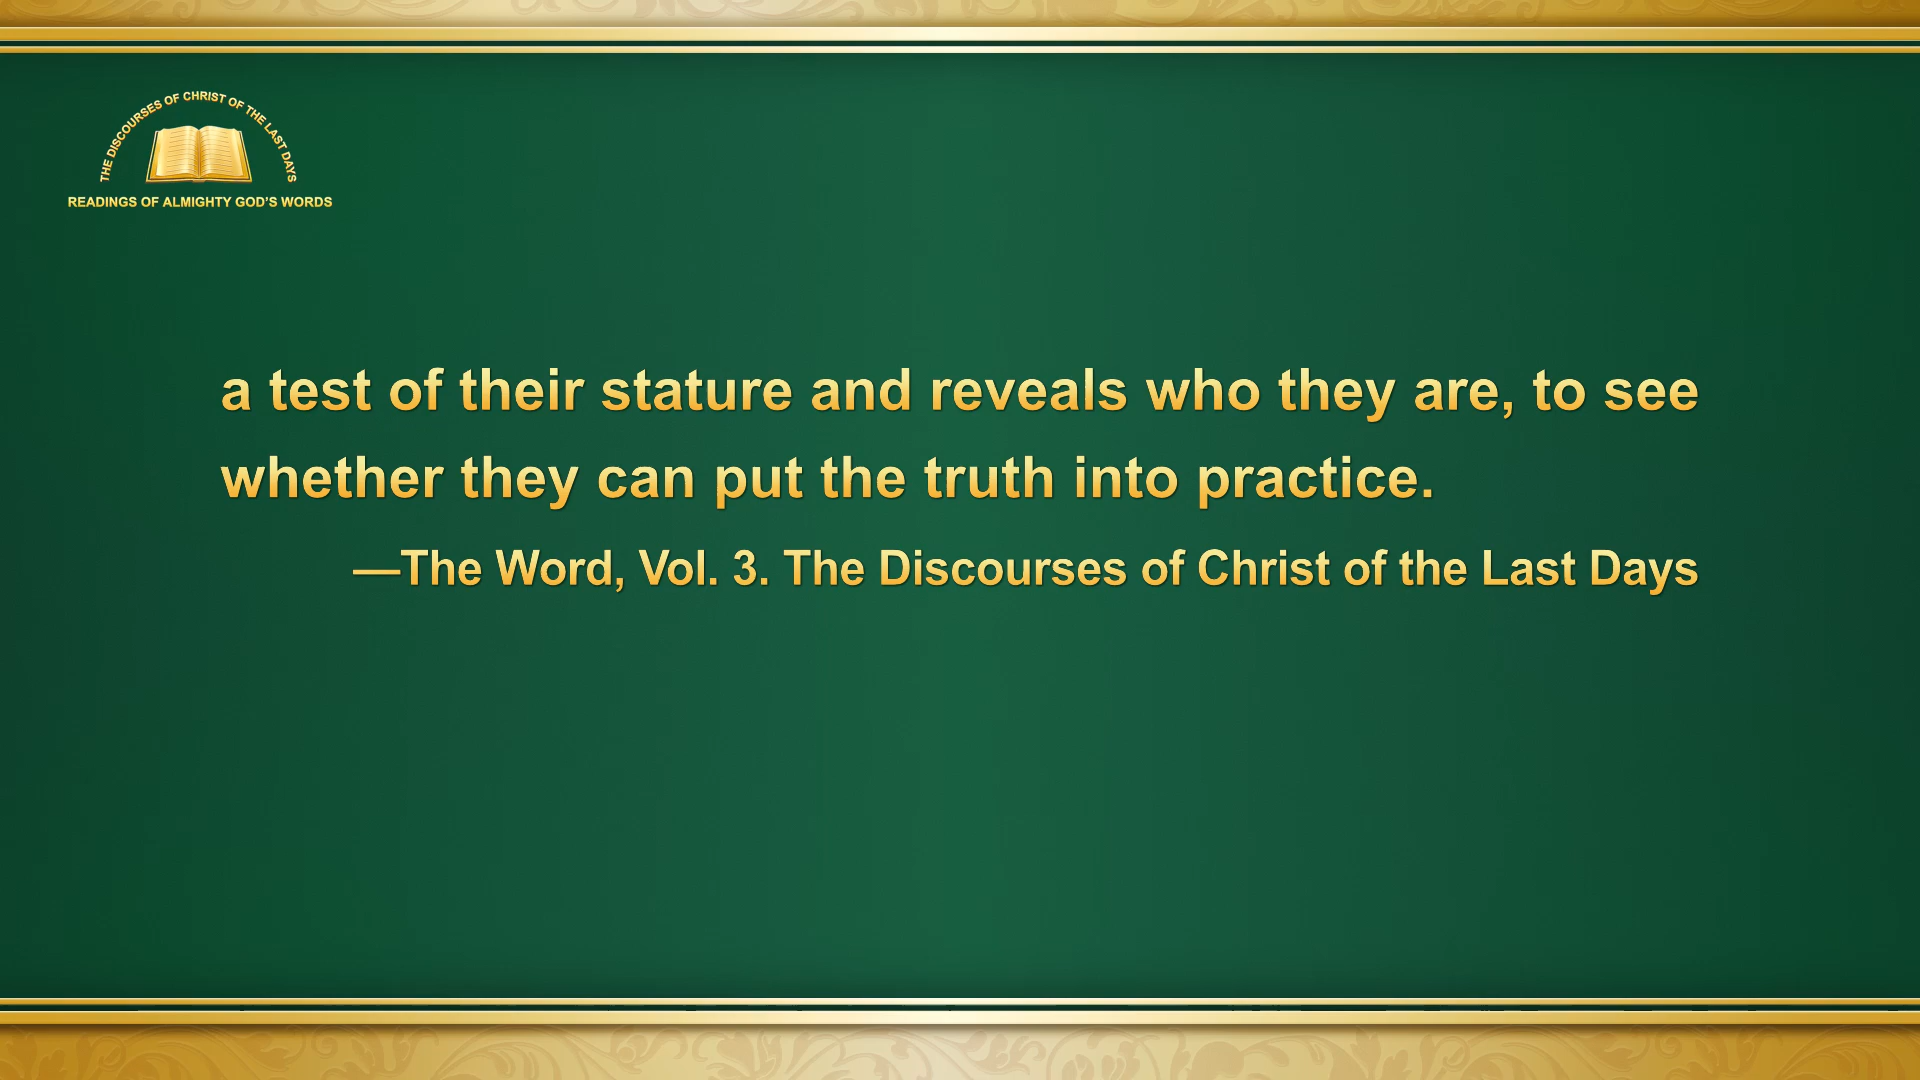 THE DISCOURSES OF CHRIST OF THE LAST DAYS
READINGS OF ALMIGHTY GOD'S WORDS
a test of their stature and reveals who they are, to see
whether they can put the truth into practice.
—The Word, Vol. 3. The Discourses of Christ of the Last Days